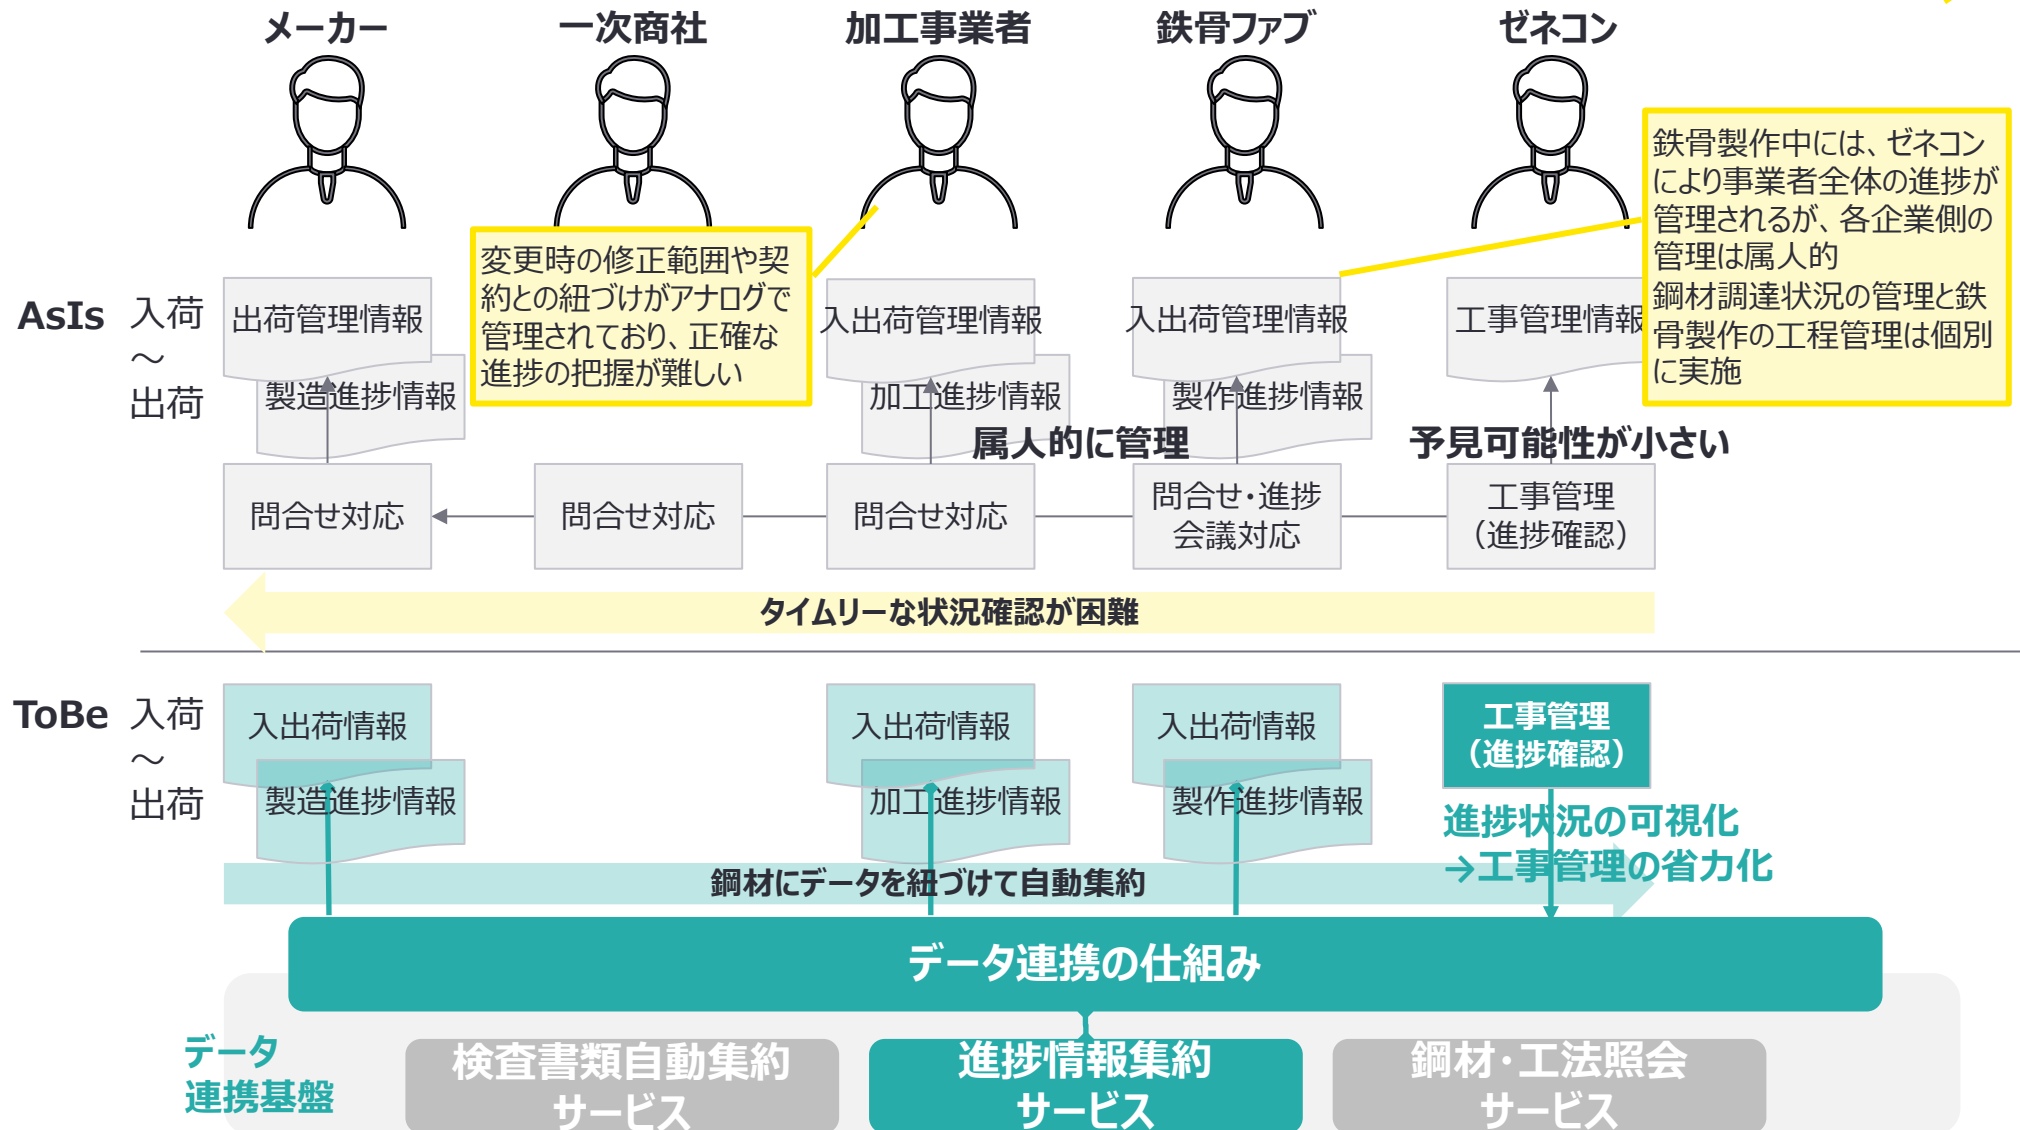 メーカー
一次商社
加工事業者
鉄骨ファブ
ゼネコン
鉄骨製作中には、ゼネコン
により事業者全体の進捗が
管理されるが、各企業側の
管理は属人的
鋼材調達状況の管理と鉄
骨製作の工程管理は個別
に実施
変更時の修正範囲や契
約との紐づけがアナログで
管理されており、正確な
進捗の把握が難しい
AsIs
入荷
～
出荷
出荷管理情報
製造進捗情報
入出荷管理情報
加工進捗情報
入出荷管理情報
製作進捗情報
工事管理情報
属人的に管理
予見可能性が小さい
問合せ対応
問合せ対応
問合せ対応
問合せ・進捗
会議対応
工事管理
（進捗確認）
タイムリーな状況確認が困難
ToBe
入荷
～
出荷
入出荷情報
製造進捗情報
入出荷情報
加工進捗情報
入出荷情報
製作進捗情報
工事管理
（進捗確認）
進捗状況の可視化
→工事管理の省力化
鋼材にデータを紐づけて自動集約
データ連携の仕組み
データ
連携基盤
検査書類自動集約
サービス
進捗情報集約
サービス
鋼材・工法照会
サービス